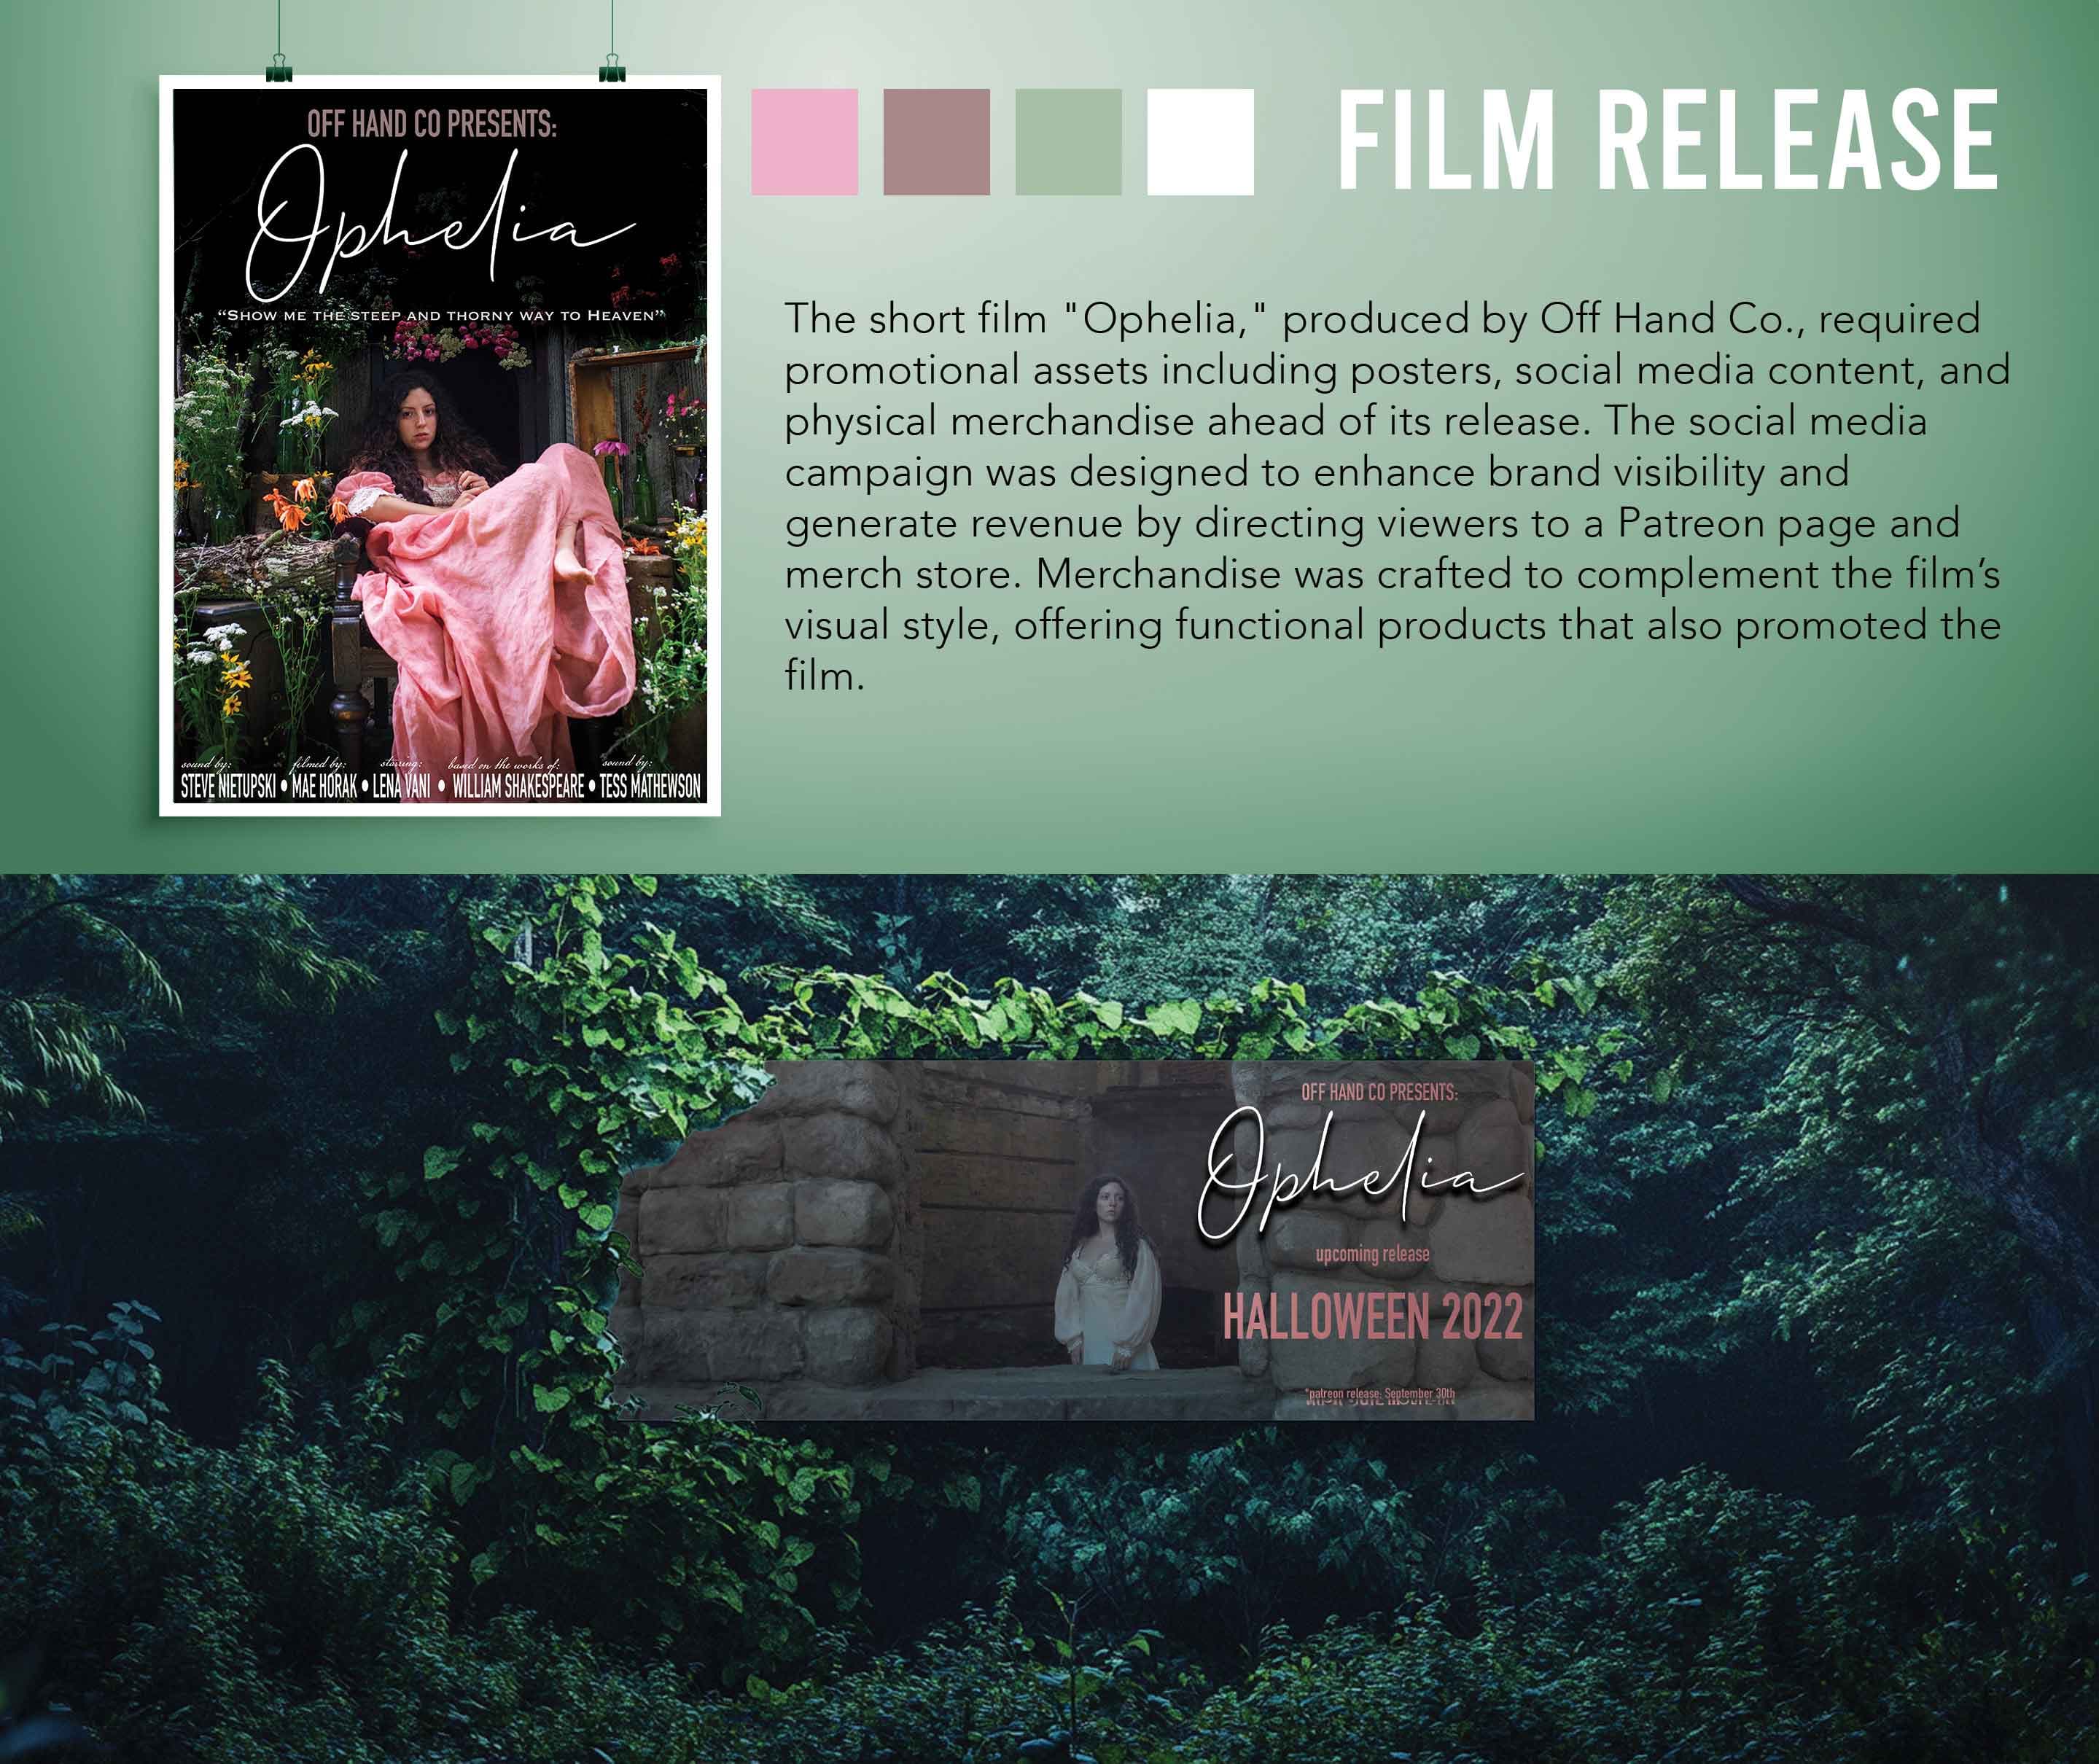 OFF HAND CO PRESENTS:
Ophelia
“SHOW ME THE STEEP AND THORNY WAY TO HEAVEN”
sound by: filmed by: starring: based on the works of: sound by:
STEVE NIETUPSKI • MAE HORAK • LENA VANI • WILLIAM SHAKESPEARE • TESS MATHEWSON
FILM RELEASE
The short film "Ophelia," produced by Off Hand Co., required
promotional assets including posters, social media content, and
physical merchandise ahead of its release. The social media
campaign was designed to enhance brand visibility and
generate revenue by directing viewers to a Patreon page and
merch store. Merchandise was crafted to complement the film’s
visual style, offering functional products that also promoted the
film.
OFF HAND CO PRESENTS:
Ophelia
upcoming release
HALLOWEEN 2022
*patreon release: September 30th